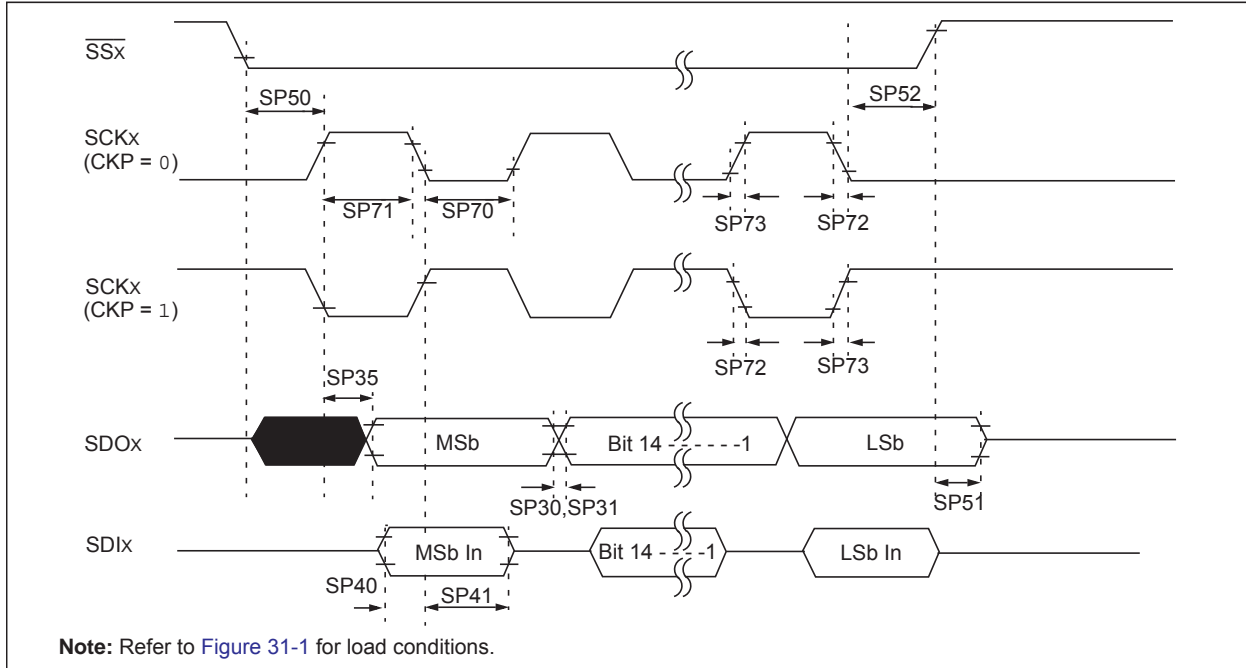 SSx
SP50
SP52
SCKx
(CKP = 0)
SP71
SP70
SP73
SP72
SCKx
(CKP = 1)
SP72
SP73
SP35
SDOx
MSb
Bit 14 - - - - - -1
LSb
SP30,SP31
SP51
SDIx
MSb In
Bit 14 - - - -1
LSb In
SP40
SP41
Note: Refer to Figure 31-1 for load conditions.